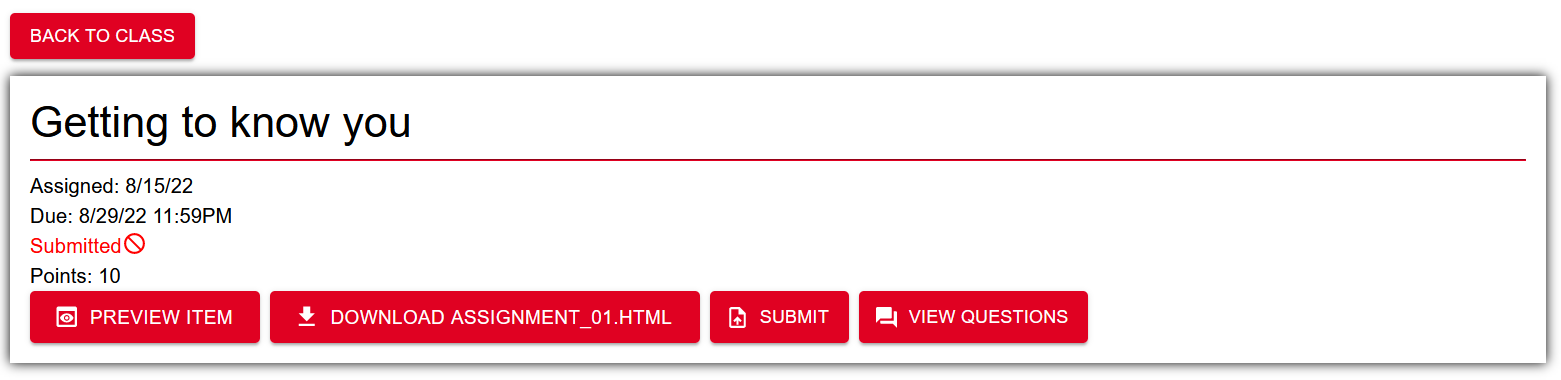 BACK TO CLASS
Getting to know you
Assigned: 8/15/22
Due: 8/29/22 11:59PM
Submitted
Points: 10
PREVIEW ITEM DOWNLOAD ASSIGNMENT_01.HTML SUBMIT VIEW QUESTIONS